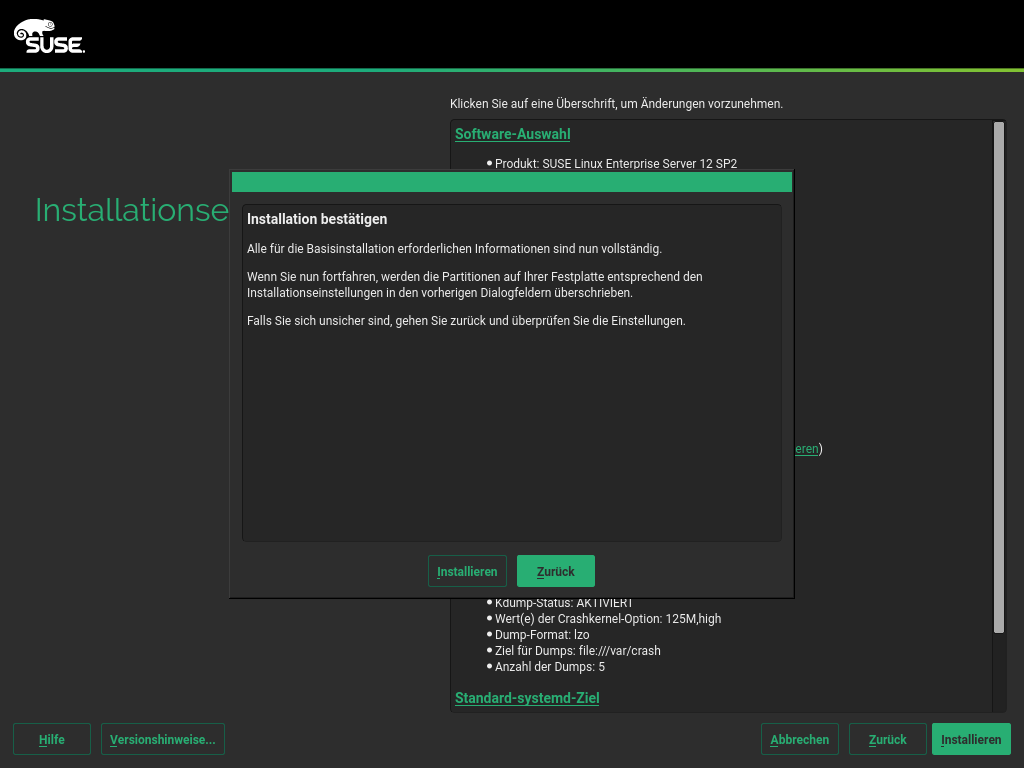 SUSE.
Klicken Sie auf eine Überschrift, um Änderungen vorzunehmen.
Software-Auswahl
Produkt: SUSE Linux Enterprise Server 12 SP2
Installation bestätigen
Alle für die Basisinstallation erforderlichen Informationen sind nun vollständig.
Wenn Sie nun fortfahren, werden die Partitionen auf Ihrer Festplatte entsprechend den
Installationseinstellungen in den vorherigen Dialogfeldern überschrieben.
Falls Sie sich unsicher sind, gehen Sie zurück und überprüfen Sie die Einstellungen.
Installationse
eren)
Installieren Zurück
Kdump-Status: AKTIVIERT
Wert(e) der Crashkernel-Option: 125M,high
Dump-Format: lzo
Ziel für Dumps: file:///var/crash
Anzahl der Dumps: 5
Standard-systemd-Ziel
Hilfe Versionshinweise... Abbrechen Zurück Installieren